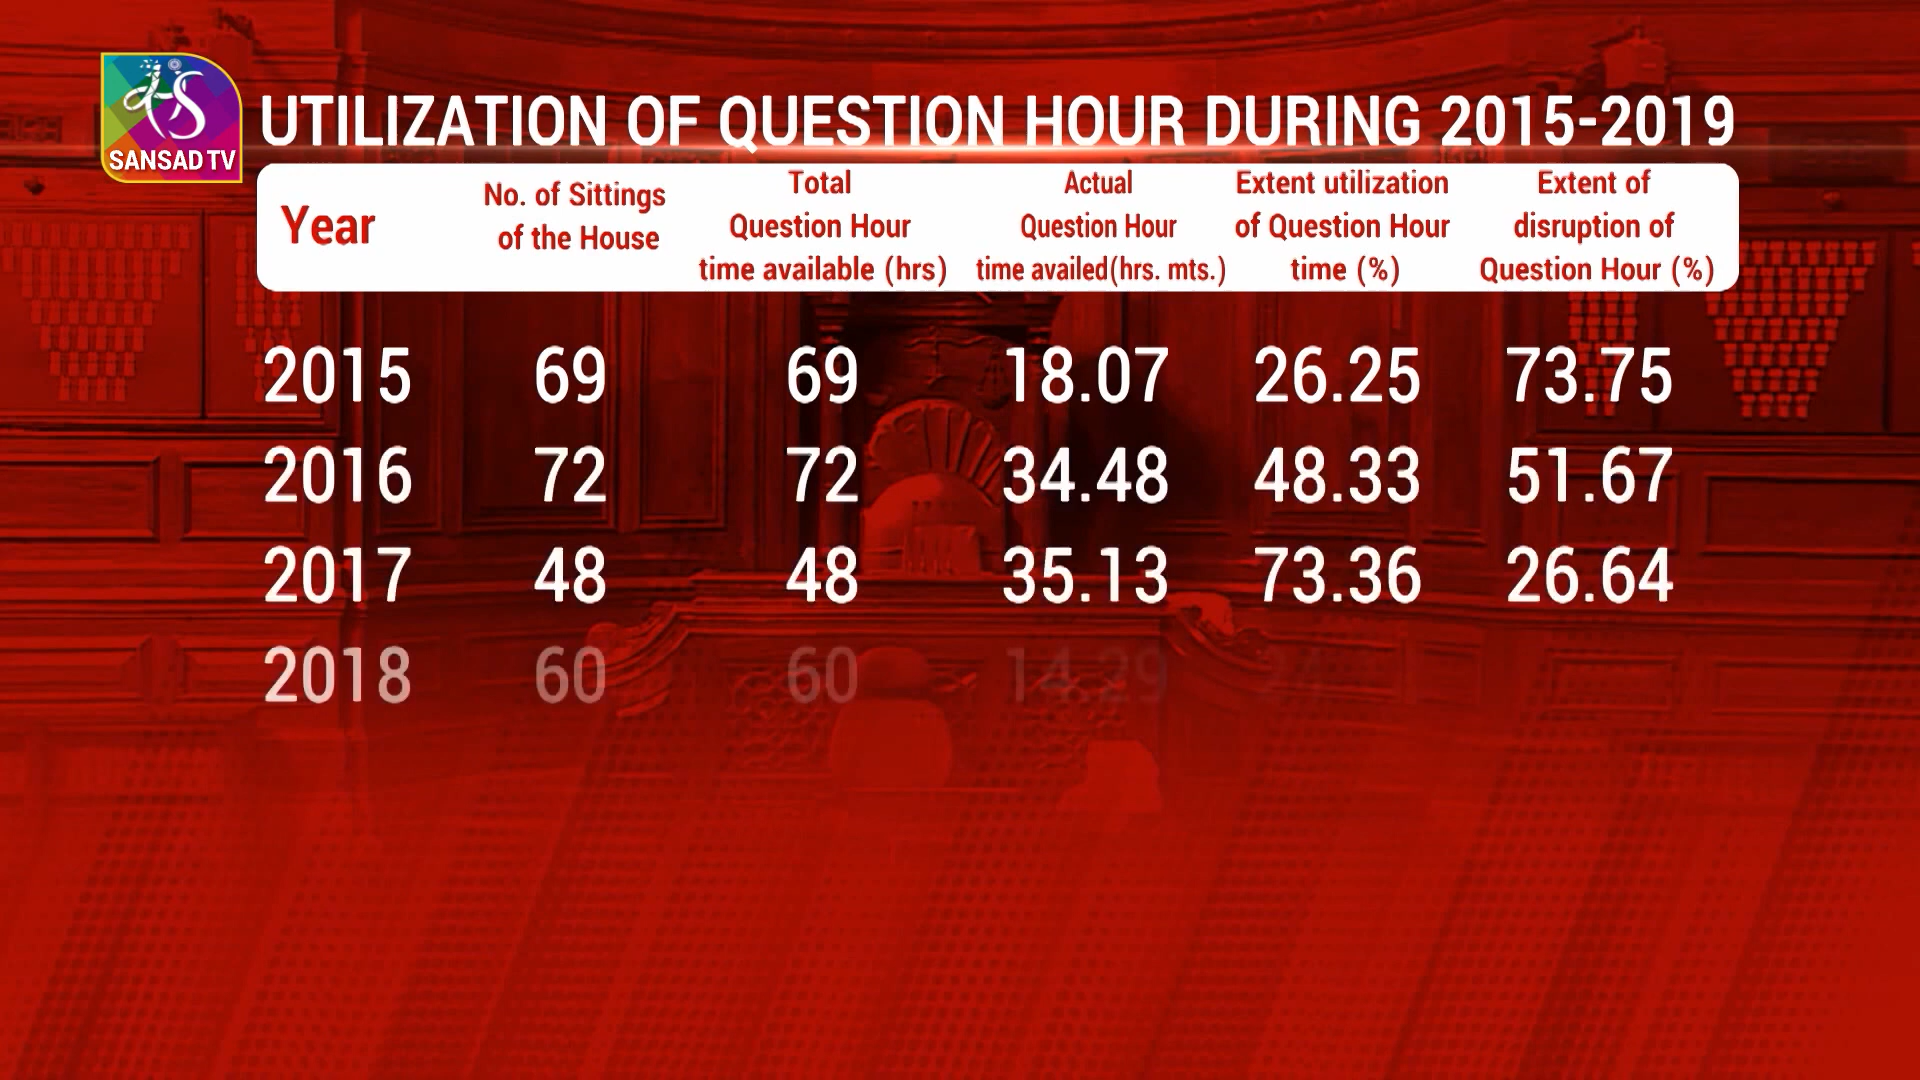 SANSAD TV
UTILIZATION OF QUESTION HOUR DURING 2015-2019
Year
No. of Sittings
of the House
Total
Question Hour
time available (hrs)
Actual
Question Hour
time availed(hrs. mts.)
Extent utilization
of Question Hour
time (%)
Extent of
disruption of
Question Hour (%)
2015 69 69 18.07 26.25 73.75
2016 72 72 34.48 48.33 51.67
2017 48 48 35.13 73.36 26.64
2018 60 60 14.29